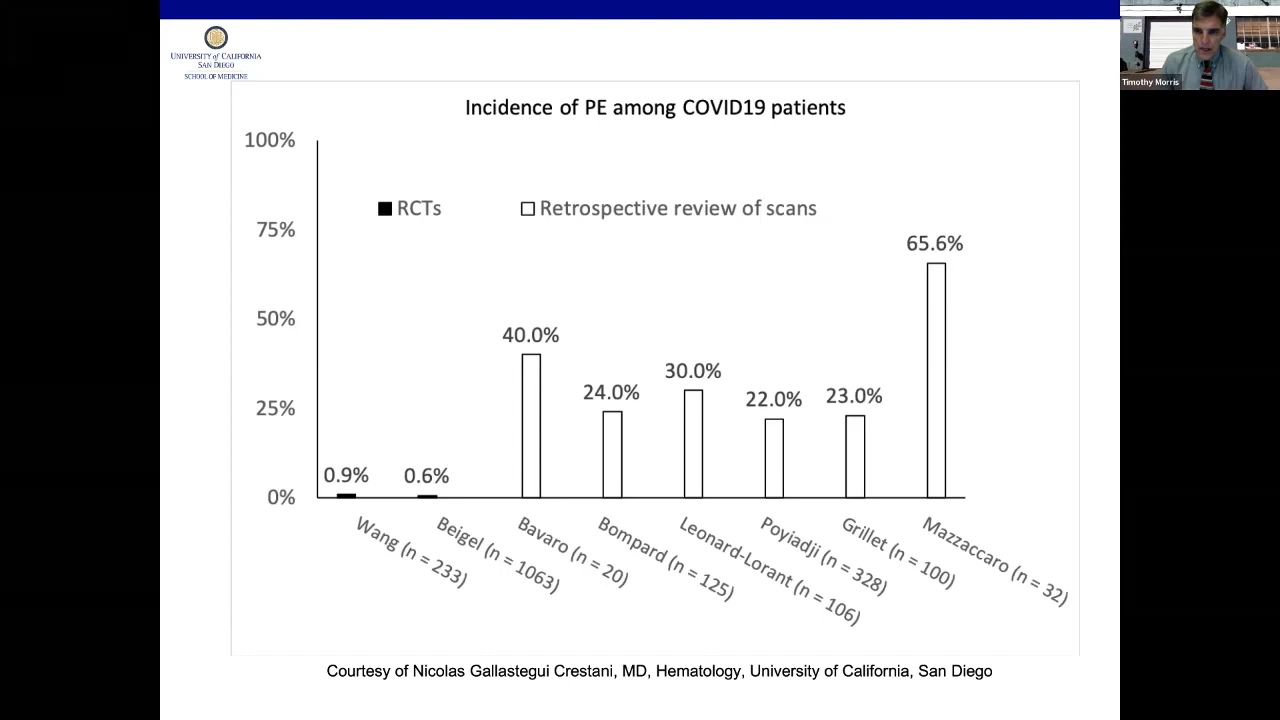 UNIVERSITY of CALIFORNIA
SAN DIEGO
SCHOOL OF MEDICINE
Timothy Morris
Incidence of PE among COVID19 patients
100%
75%
50%
25%
0%
RCTs
Retrospective review of scans
0.9%
0.6%
40.0%
24.0%
30.0%
22.0%
23.0%
65.6%
Wang (n = 233)
Beigel (n = 1063)
Bavaro (n = 20)
Bompard (n = 125)
Leonard-Lorant (n = 106)
Poyiadji (n = 328)
Grillet (n = 100)
Mazzaccaro (n = 32)
Courtesy of Nicolas Gallastegui Crestani, MD, Hematology, University of California, San Diego